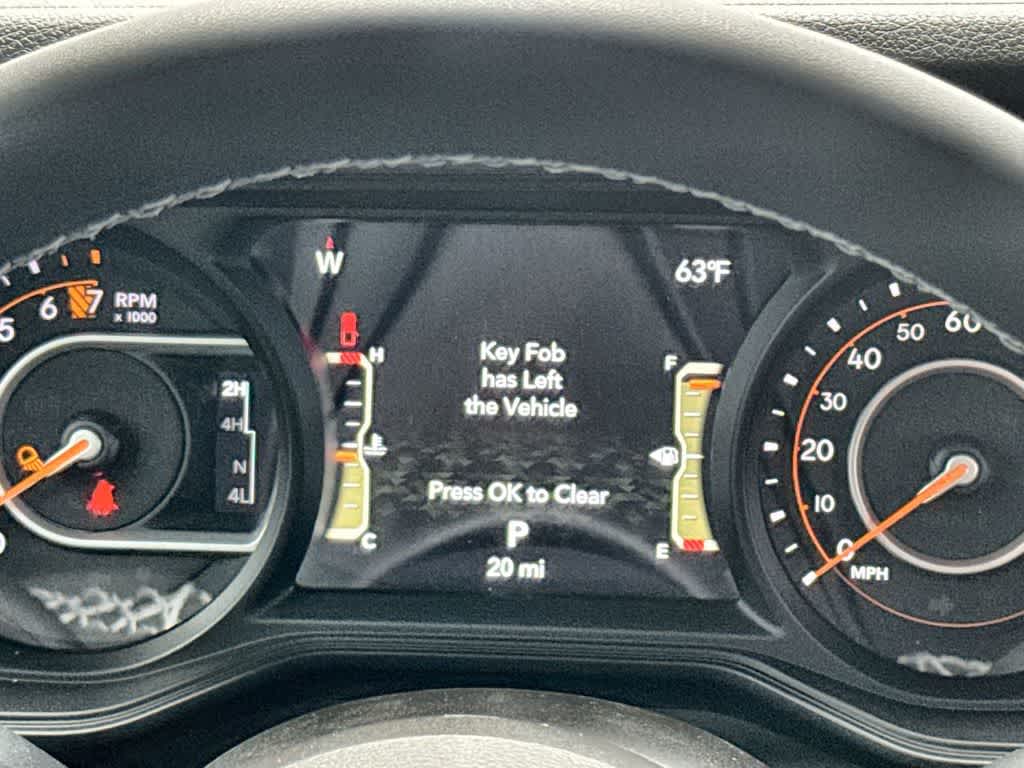 W
63°F
5
6
7
RPM
x 1000
2H
4H
N
4L
0
H
C
Key Fob
has Left
the Vehicle
Press OK to Clear
P
20 mi
F
E
0
10
20
30
40
50
60
MPH